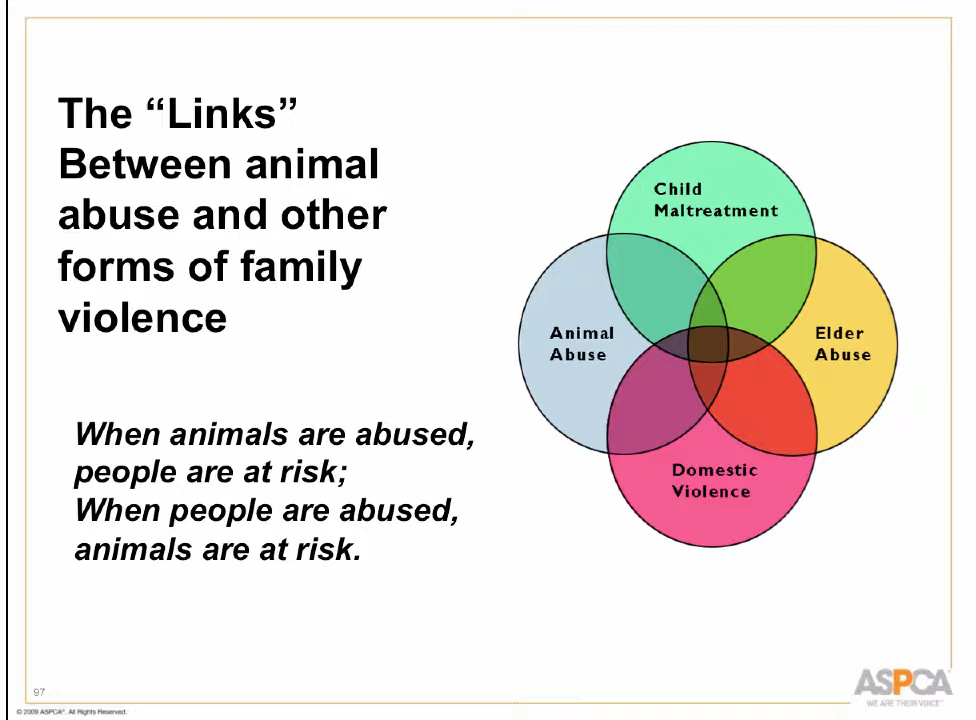 The “Links”
Between animal
abuse and other
forms of family
violence
When animals are abused,
people are at risk;
When people are abused,
animals are at risk.
Child
Maltreatment
Animal
Abuse
Elder
Abuse
Domestic
Violence
97
© 2009 ASPCA®. All Rights Reserved.
ASPCA
WE ARE THEIR VOICE™